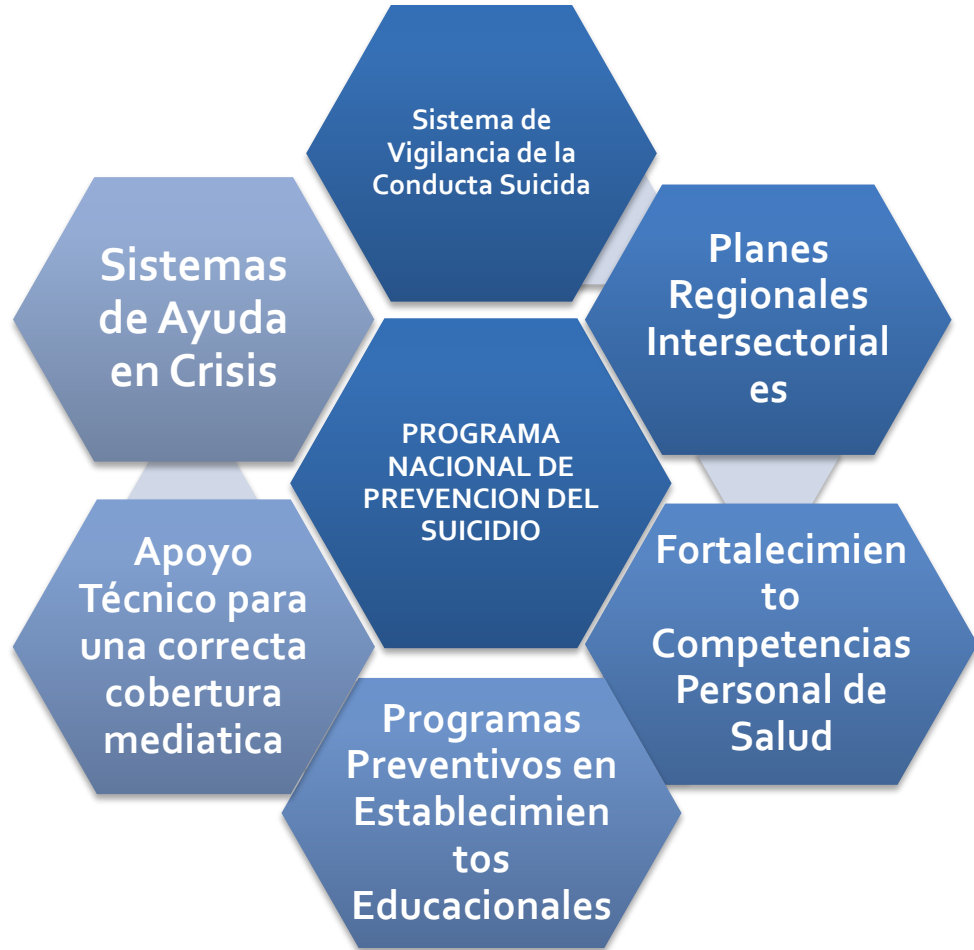 Sistema de
Vigilancia de la
Conducta Suicida
Planes
Regionales
Intersectorial
es
Fortalecimien
to
Competencias
Personal de
Salud
Programas
Preventivos en
Establecimien
tos
Educacionales
Apoyo
Técnico para
una correcta
cobertura
mediatica
Sistemas
de Ayuda
en Crisis
PROGRAMA
NACIONAL DE
PREVENCION DEL
SUICIDIO